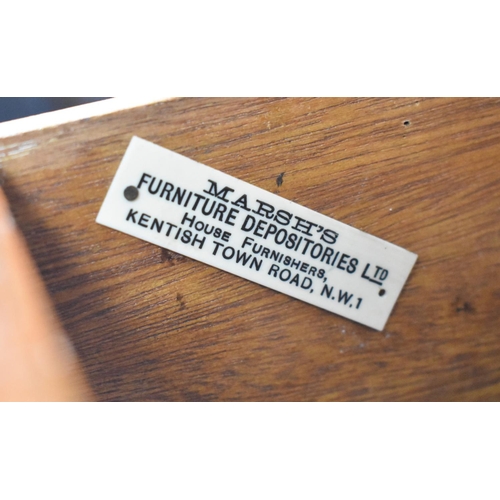 MARSH'S
FURNITURE DEPOSITORIES LTD
HOUSE FURNISHERS,
KENTISH TOWN ROAD, N.W.1